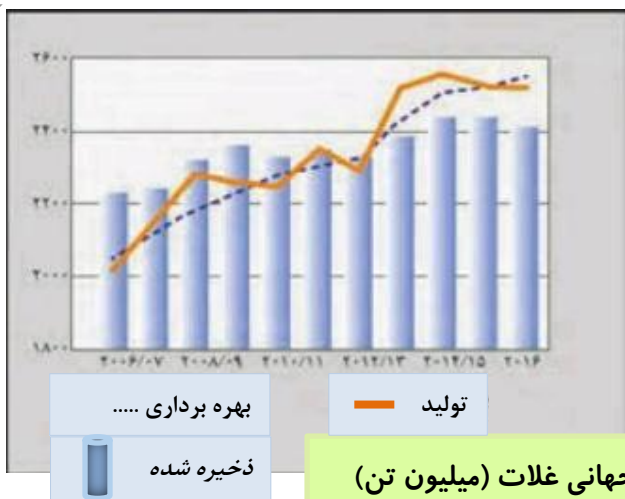 ۲۶۰۰
۲۴۰۰
۲۲۰۰
۲۰۰۰
۱۸۰۰
۲۰۰۶/۰۷ ۲۰۰۸/۰۹ ۲۰۱۰/۱۱ ۲۰۱۲/۱۳ ۲۰۱۴/۱۵ ۲۰۱۶
تولید
بهره برداری .....
ذخیره شده
جهانی غلات (میلیون تن)